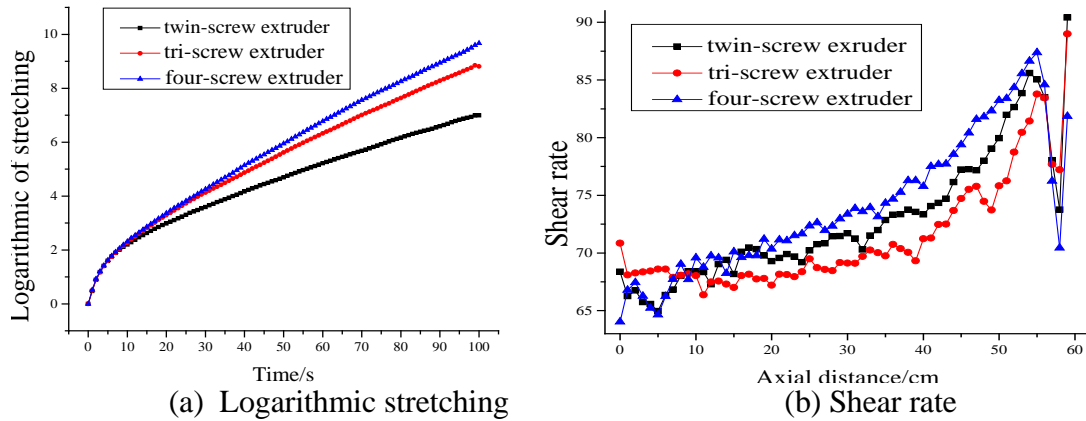 twin-screw extruder
tri-screw extruder
four-screw extruder
Logarithmic of stretching
10
8
6
4
2
0
0 10 20 30 40 50 60 70 80 90 100
Time/s
(a) Logarithmic stretching
twin-screw exruder
tri-screw extruder
four-screw extruder
Shear rate
90
85
80
75
70
65
0 10 20 30 40 50 60
Axial distance/cm
(b) Shear rate